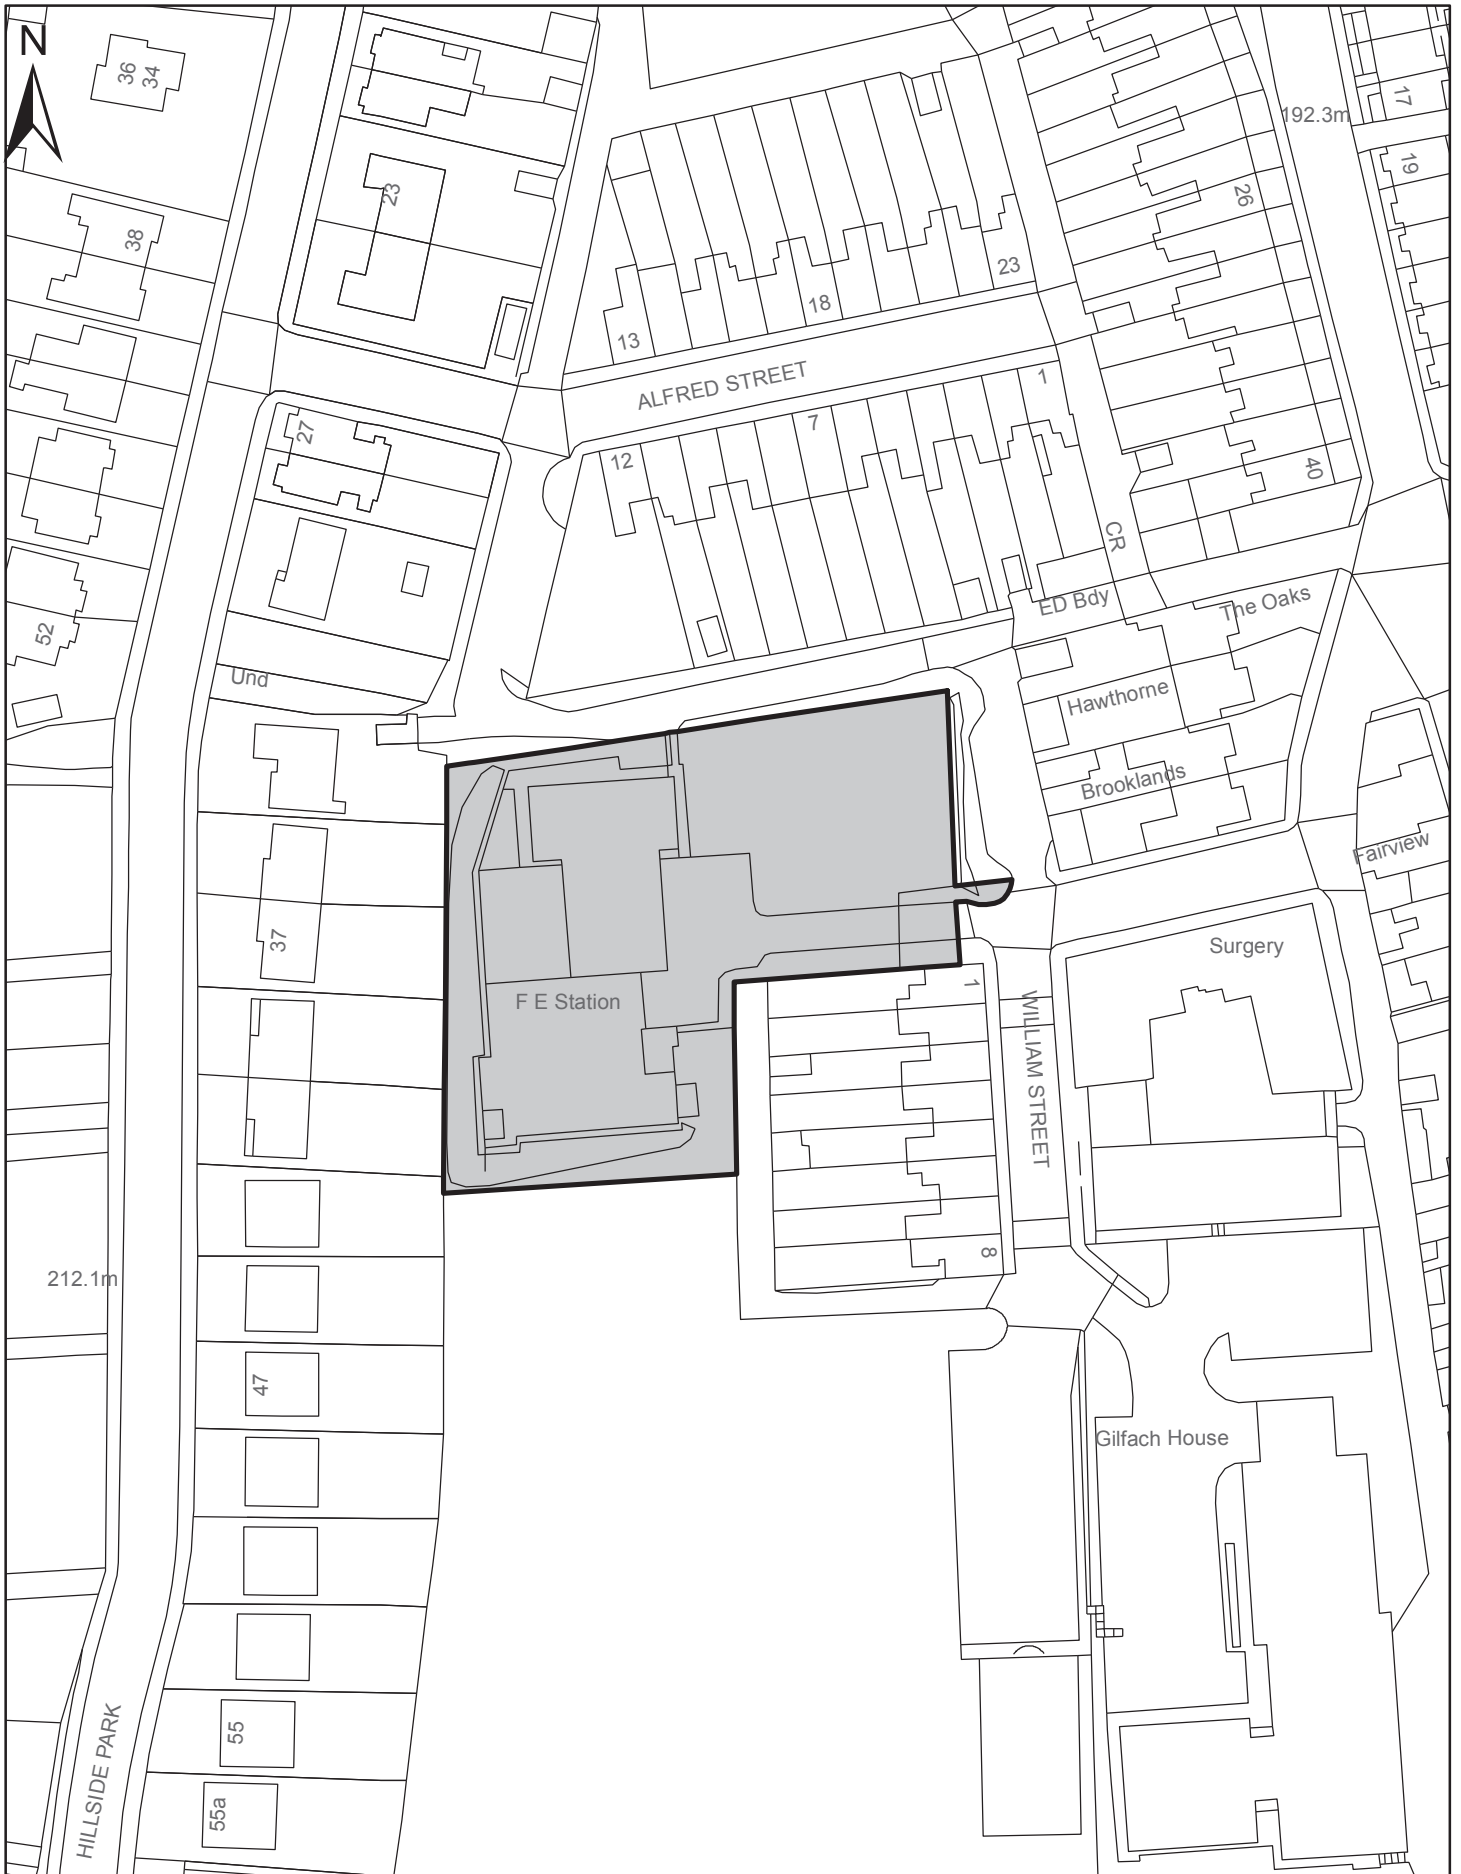 N
36
34
192.3m
17
19
23
26
38
23
18
13
ALFRED STREET
1
7
27
12
40
CR
ED Bdy
The Oaks
52
Und
Hawthorne
Brooklands
Fairview
37
Surgery
F E Station
1
WILLIAM STREET
8
212.1m
47
Gilfach House
55
HILLSIDE PARK
55a